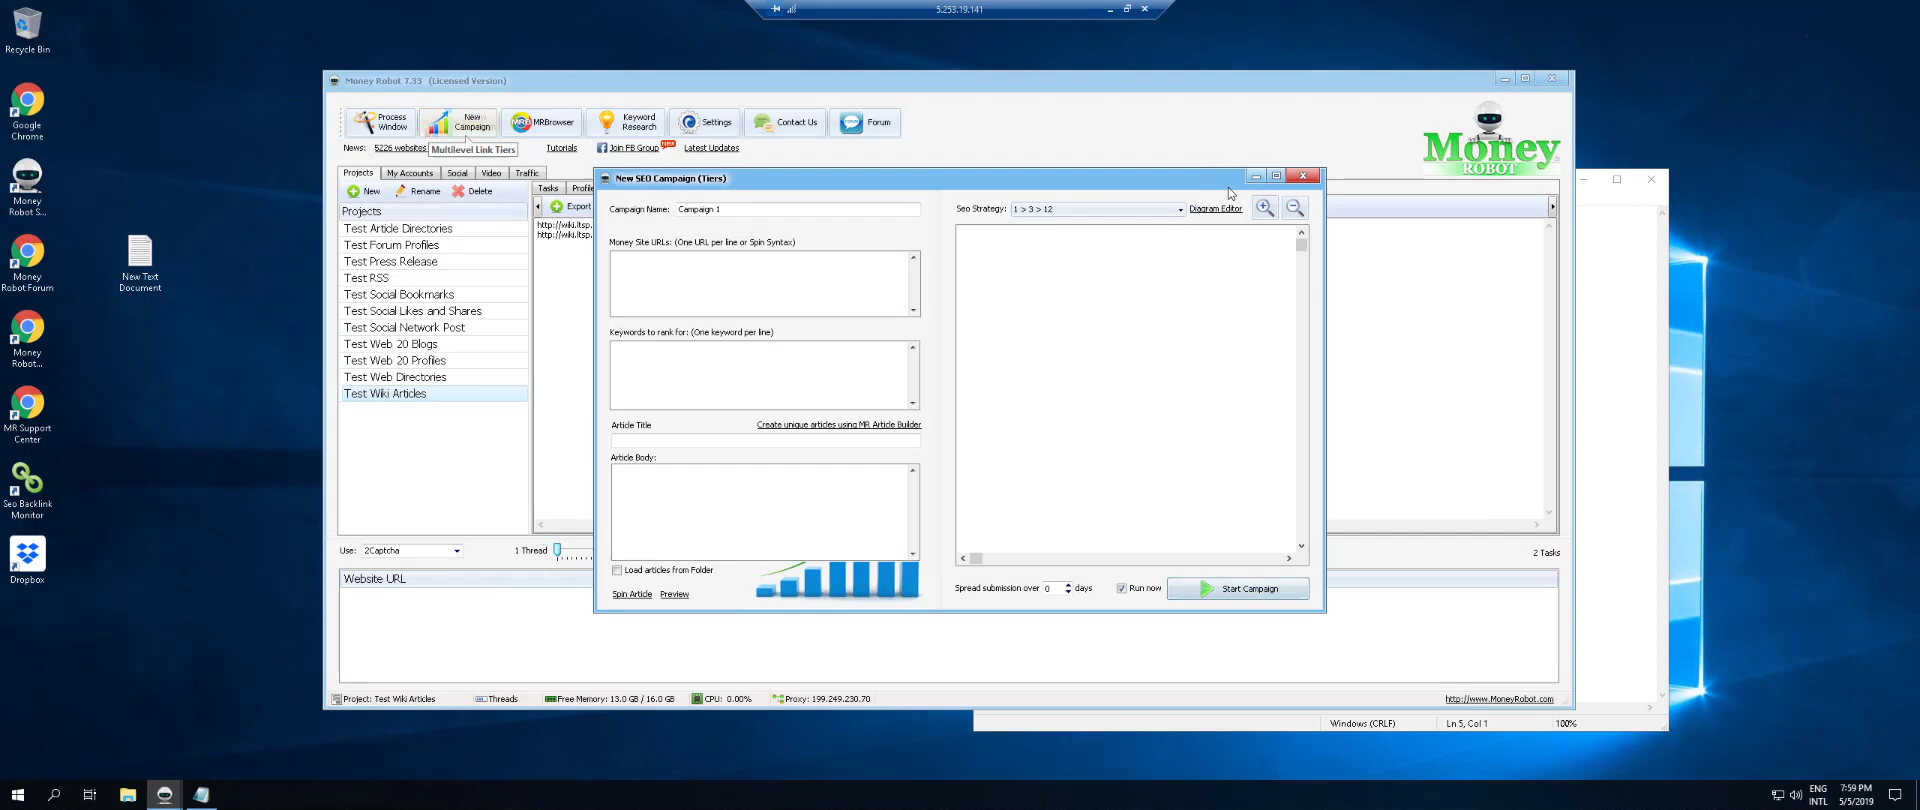 5.253.19.141
Recycle Bin
Google
Chrome
Money
Robot S...
Money
Robot Forum
Money
Robot...
MR Support
Center
Seo Backlink
Monitor
Dropbox
New Text
Document
Money Robot 7.33 (Licensed Version)
Process
Window
New
Campaign
MRBrowser
Keyword
Research
Settings
Contact Us
Forum
News:
5226 websites
Multilevel Link Tiers
Tutorials
Join FB Group
NEW
Latest Updates
Money
ROBOT
Projects
My Accounts
Social
Video
Traffic
New
Rename
Delete
Projects
Test Article Directories
Test Forum Profiles
Test Press Release
Test RSS
Test Social Bookmarks
Test Social Likes and Shares
Test Social Network Post
Test Web 20 Blogs
Test Web 20 Profiles
Test Web Directories
Test Wiki Articles
Tasks
Profile
Export
http://wiki.ltsp.
http://wiki.ltsp.
New SEO Campaign (Tiers)
Campaign Name:
Campaign 1
Money Site URLs: (One URL per line or Spin Syntax)
Keywords to rank for: (One keyword per line)
Article Title
Create unique articles using MR Article Builder
Article Body:
Load articles from Folder
Spin Article
Preview
Seo Strategy:
1 > 3 > 12
Diagram Editor
Spread submission over 0 days
Run now
Start Campaign
Use:
2Captcha
1 Thread
2 Tasks
Website URL
Project: Test Wiki Articles
Threads
Free Memory: 13.0 GB / 16.0 GB
CPU: 0.00%
Proxy: 199.249.230.70
http://www.MoneyRobot.com
Windows (CRLF)
Ln 5, Col 1
100%
ENG
INTL
7:59 PM
5/5/2019